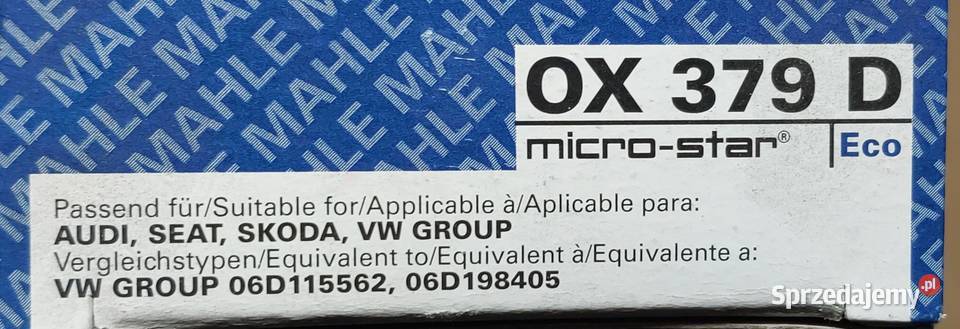 MAHLE MAHLE MAHLE MAHLE
OX 379 D
micro-star®
Eco
Passend für/Suitable for/Applicable à/Aplicable para:
AUDI, SEAT, SKODA, VW GROUP
Vergleichstypen/Equivalent to/Equivalent à/Equivalente a:
VW GROUP 06D115562, 06D198405
Sprzedajemy.pl